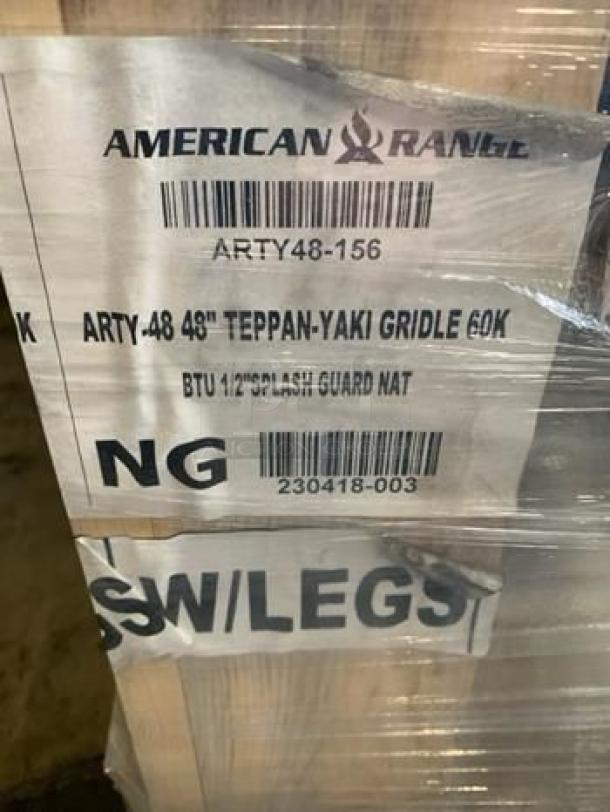 AMERICAN RANGE
ARTY48-156
K ARTY-48 48" TEPPAN-YAKI GRIDLE 60K
BTU 1/2"SPLASH GUARD NAT
NG
230418-003
W/LEGS